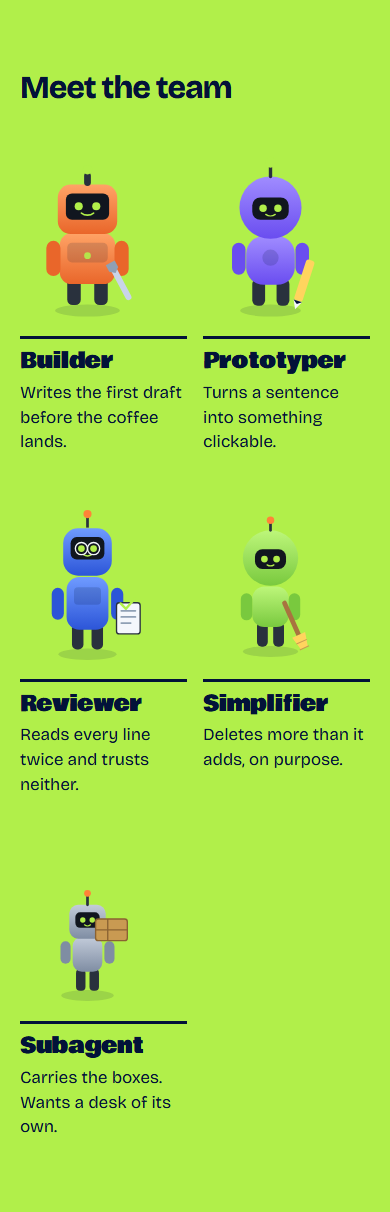 Meet the team
Builder
Writes the first draft
before the coffee
lands.
Prototyper
Turns a sentence
into something
clickable.
Reviewer
Reads every line
twice and trusts
neither.
Simplifier
Deletes more than it
adds, on purpose.
Subagent
Carries the boxes.
Wants a desk of its
own.